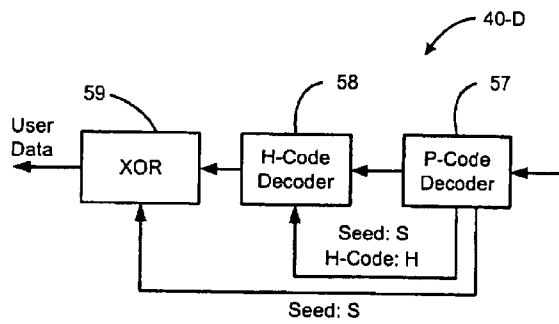 40-D
59
58
57
User
Data
XOR
H-Code
Decoder
P-Code
Decoder
Seed: S
H-Code: H
Seed: S